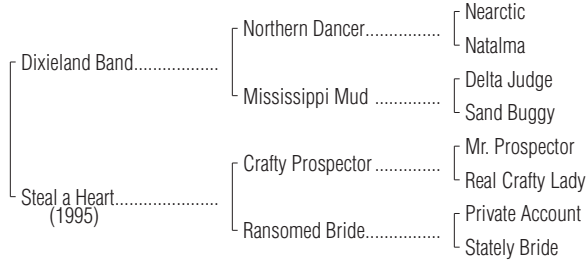 Nearctic
Northern Dancer.................
Natalma
Dixieland Band...................
Delta Judge
Mississippi Mud ...............
Sand Buggy
Mr. Prospector
Crafty Prospector ...............
Real Crafty Lady
Steal a Heart.......................
(1995)
Private Account
Ransomed Bride.................
Stately Bride